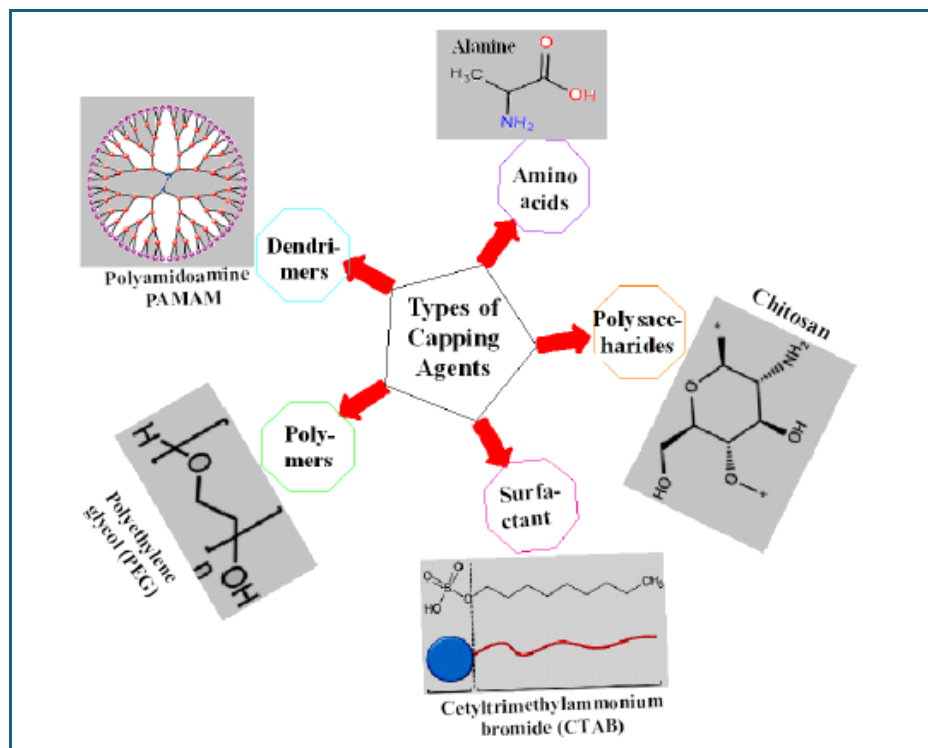 Alanine
O
H₃C
OH
NH₂
Amino
acids
Dendri-
mers
Polyamidoamine
PAMAM
Types of
Capping
Agents
Polysacc-
harides
Chitosan
*
NH₂
O
OH
HO
O
*
Poly-
mers
H
O
n
OH
Polyethylene
glycol (PEG)
Surfa-
ctant
O
O
S
O
HO
CH₃
Cetyltrimethylammonium
bromide (CTAB)